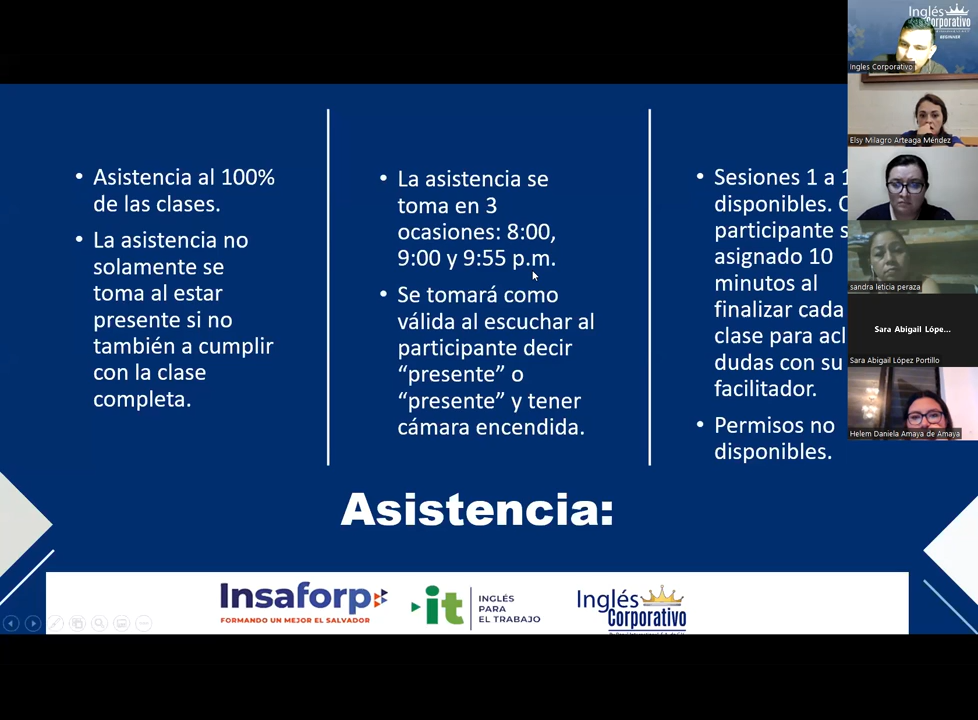 • Asistencia al 100%
de las clases.
• La asistencia no
solamente se
toma al estar
presente si no
también a cumplir
con la clase
completa.
• La asistencia se
toma en 3
ocasiones: 8:00,
9:00 y 9:55 p.m.
• Se tomará como
válida al escuchar al
participante decir
“presente” o
“presente” y tener
cámara encendida.
• Sesiones 1 a 1
disponibles.
participante
asignado 10
minutos al
finalizar cada
clase para acl
dudas con su
facilitador.
• Permisos no
disponibles.
Asistencia:
Insaforp
FORMANDO UN MEJOR EL SALVADOR
it
INGLÉS
PARA
EL TRABAJO
Inglés
Corporativo
Inglés
Corporativo
BEGINNER
Ingles Corporativo
Elsy Milagro Arteaga Méndez
sandra leticia peraza
Sara Abigail Lópe...
Sara Abigail López Portillo
Helem Daniela Amaya de Amaya